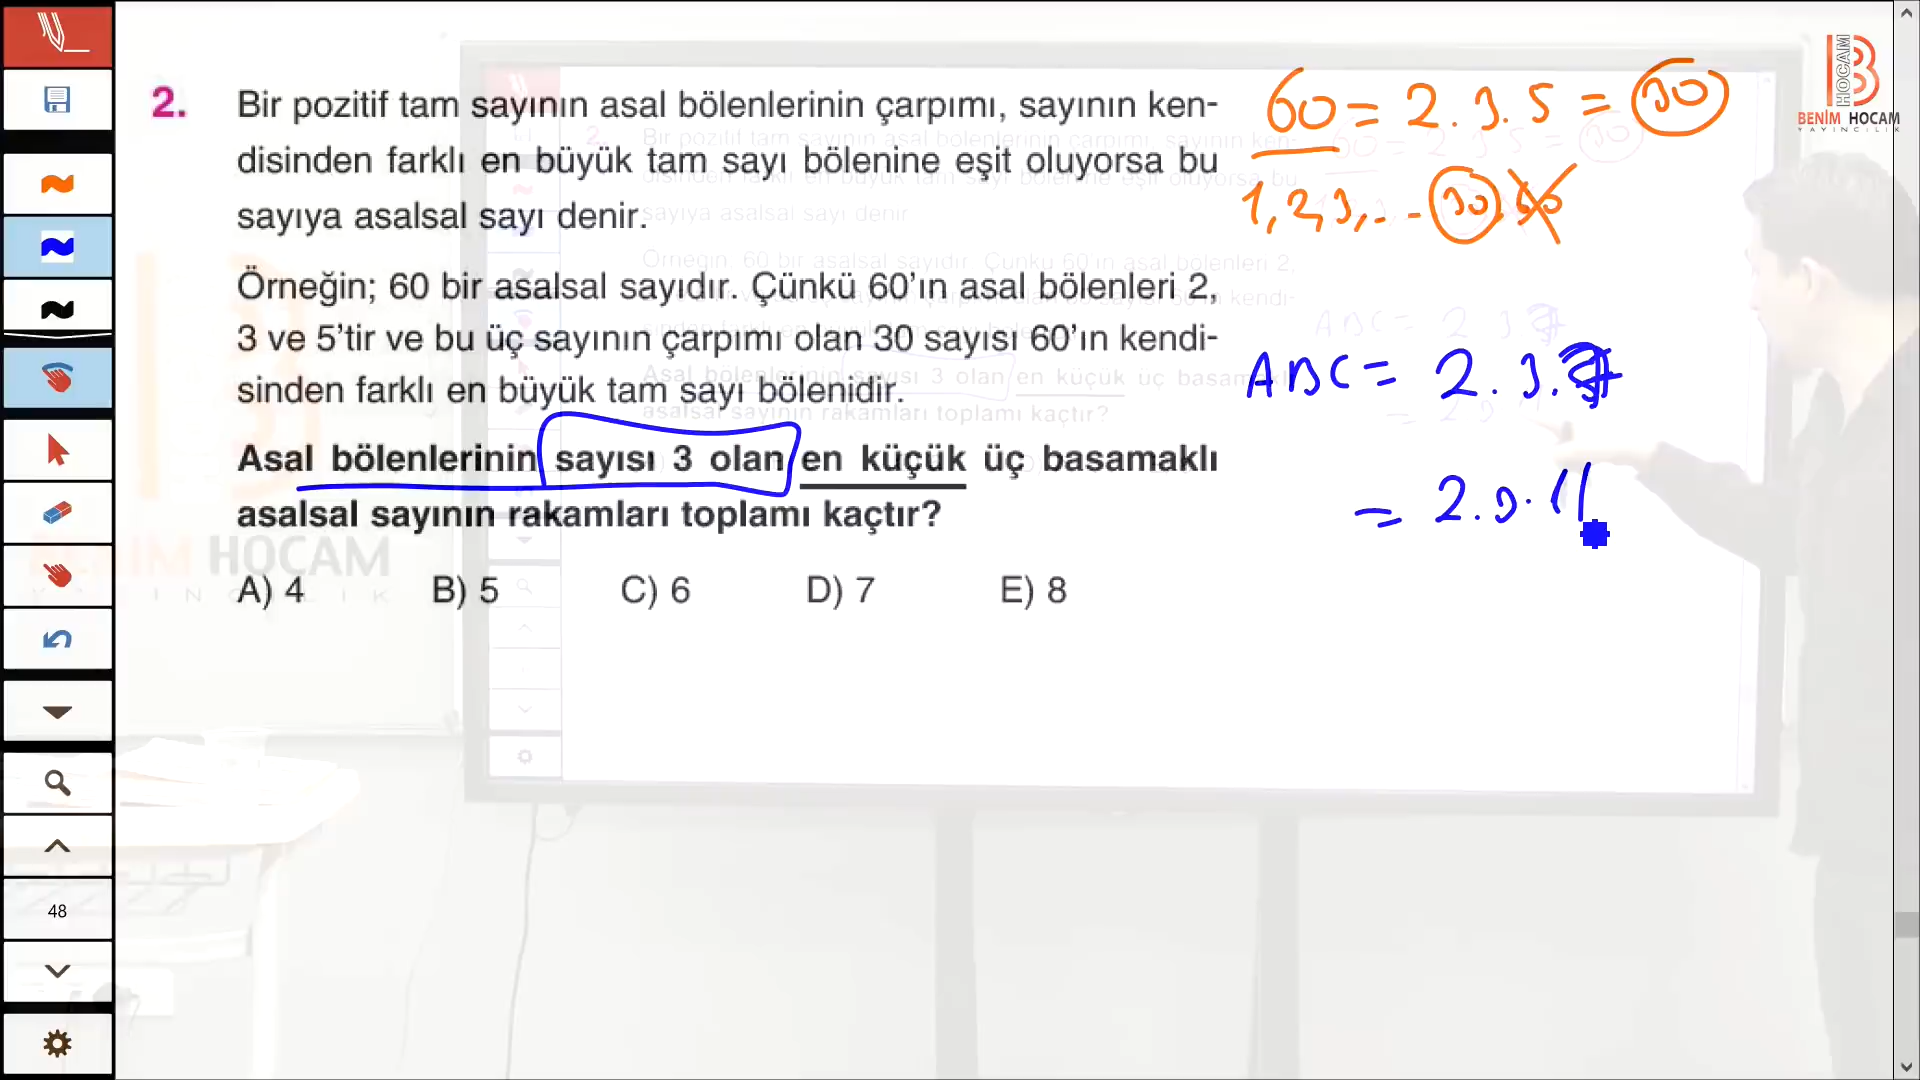 2. Bir pozitif tam sayının asal bölenlerinin çarpımı, sayının ken-
disinden farklı en büyük tam sayı bölenine eşit oluyorsa bu
sayıya asalsal sayı denir.
Örneğin; 60 bir asalsal sayıdır. Çünkü 60'ın asal bölenleri 2,
3 ve 5'tir ve bu üç sayının çarpımı olan 30 sayısı 60'ın kendi-
sinden farklı en büyük tam sayı bölenidir.
Asal bölenlerinin sayısı 3 olan en küçük üç basamaklı
asalsal sayının rakamları toplamı kaçtır?
A) 4 B) 5 C) 6 D) 7 E) 8
60 = 2.3.5 = 30
1, 2, 3, .. - 30, 60
ABC = 2.3.7
= 2.3.11
HOCAM
B
BENİM HOCAM
YAYINCILIK
BENİM HOCAM
48